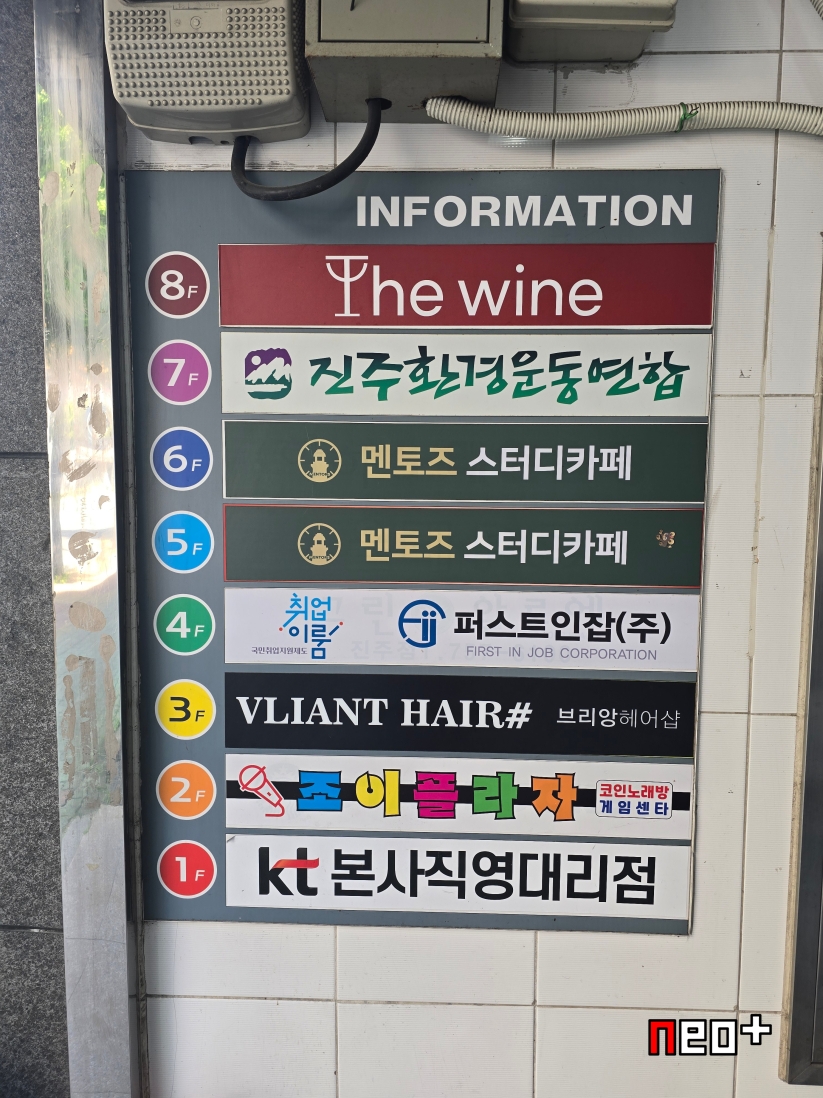 INFORMATION
8F The wine
7F 진주환경운동연합
6F 멘토즈 스터디카페
5F 멘토즈 스터디카페
4F 취업이룸 국민취업지원제도 퍼스트인잡(주)
FIRST IN JOB CORPORATION
3F VLIANT HAIR# 브리앙헤어샵
2F 조이플라자 코인노래방 게임센타
1F kt 본사직영대리점
neo+